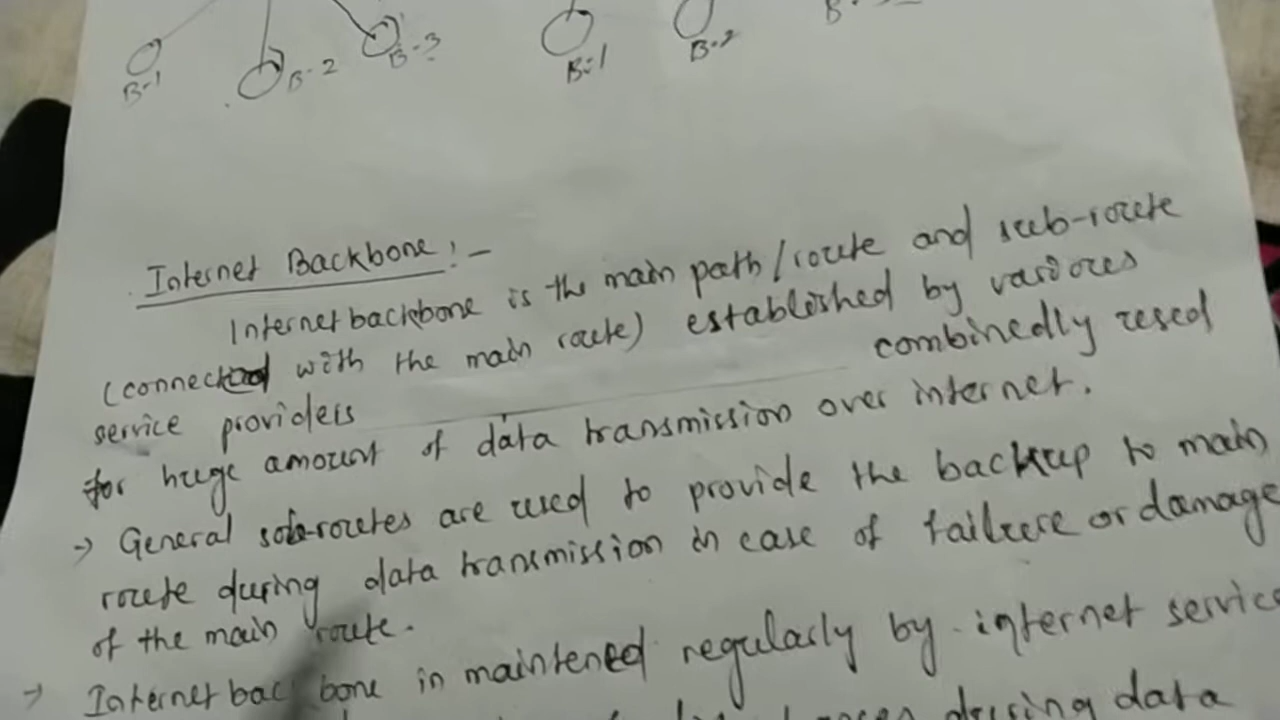 B-1
B-2
B-3
B-1
B-2
Internet Backbone :-
Internet backbone is the main path/route and sub-route
(connected with the main route) established by various
service providers combinedly used
for huge amount of data transmission over internet.
→ General sub-routes are used to provide the backup to main
route during data transmission in case of failure or damage
of the main route.
→ Internet backbone in maintened regularly by internet service
during data